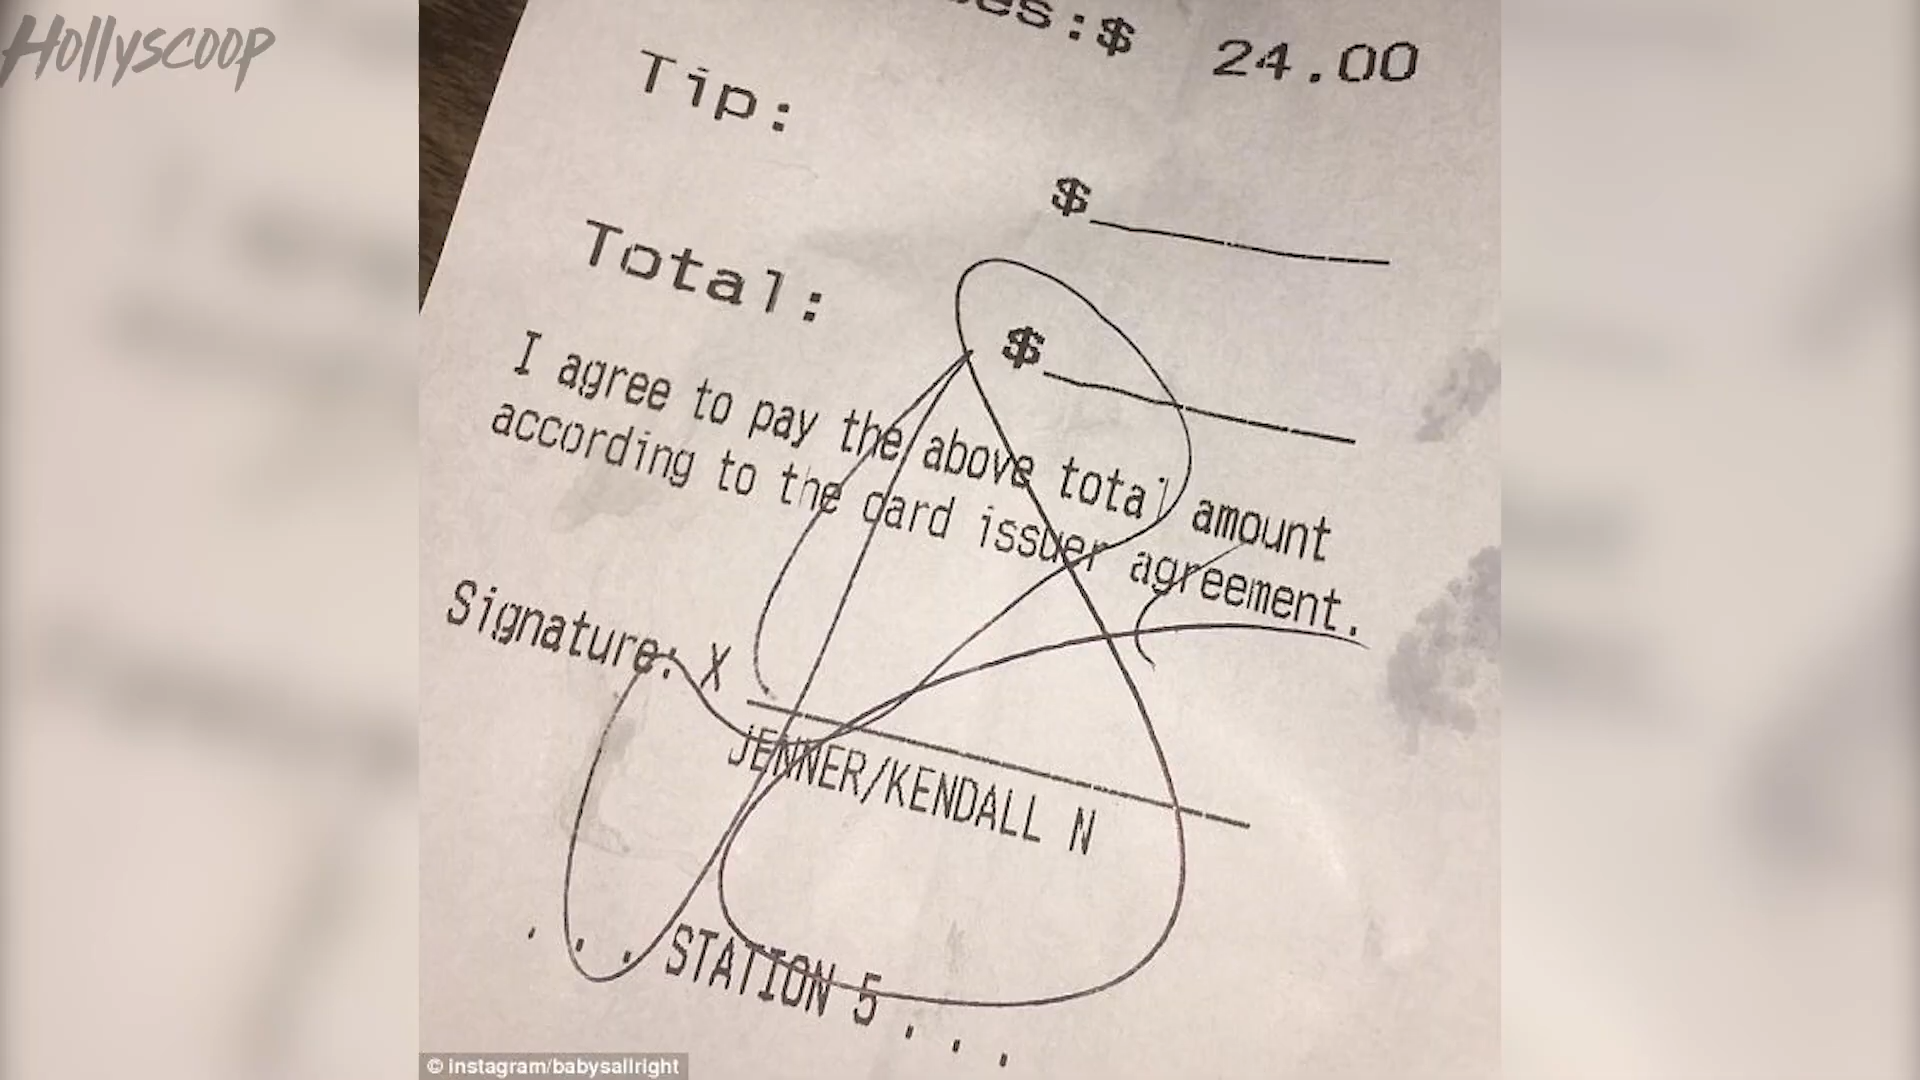 Hollyscoop
:$ 24.00
Tip:
$
Total:
$
I agree to pay the above total amount
according to the card issuer agreement.
Signature: X
JENNER/KENDALL N
. . . STATION 5 . . .
© instagram/babysallright